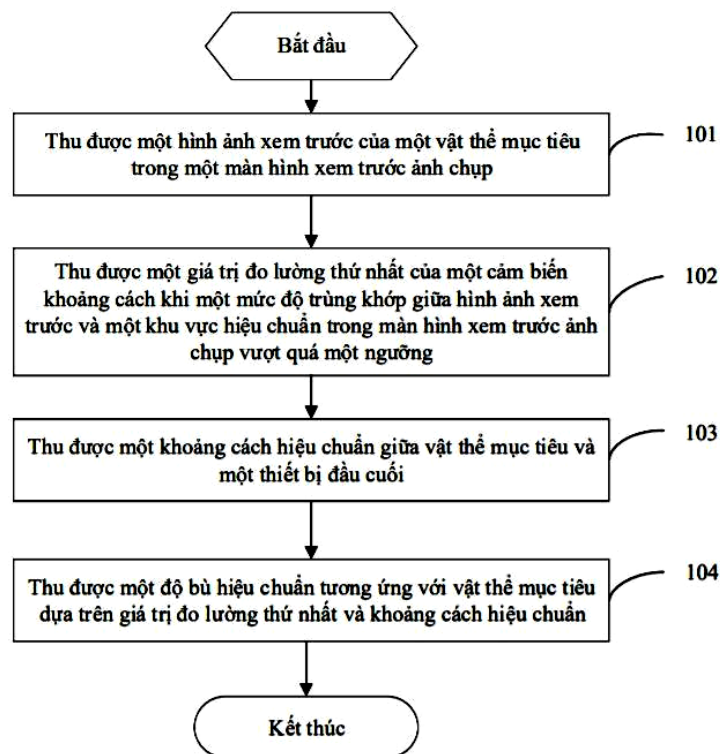 Bắt đầu
Thu được một hình ảnh xem trước của một vật thể mục tiêu
trong một màn hình xem trước ảnh chụp
101
Thu được một giá trị đo lường thứ nhất của một cảm biến
khoảng cách khi một mức độ trùng khớp giữa hình ảnh xem
trước và một khu vực hiệu chuẩn trong màn hình xem trước ảnh
chụp vượt quá một ngưỡng
102
Thu được một khoảng cách hiệu chuẩn giữa vật thể mục tiêu và
một thiết bị đầu cuối
103
Thu được một độ bù hiệu chuẩn tương ứng với vật thể mục tiêu
dựa trên giá trị đo lường thứ nhất và khoảng cách hiệu chuẩn
104
Kết thúc